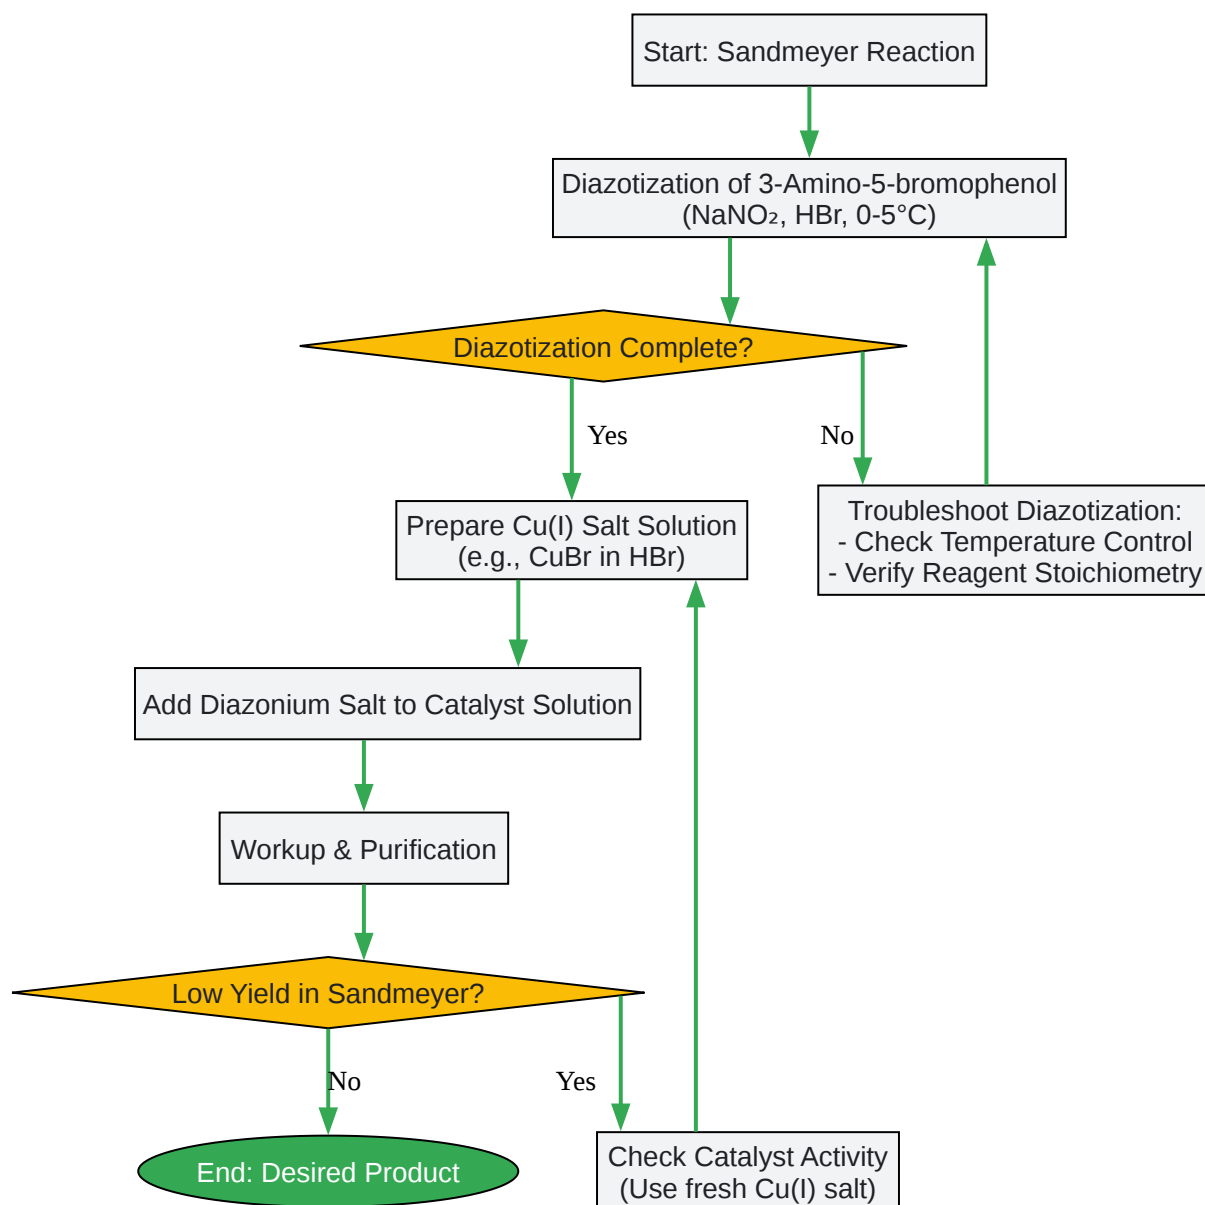 Start: Sandmeyer Reaction
Diazotization of 3-Amino-5-bromophenol
(NaNO₂, HBr, 0-5°C)
Diazotization Complete?
Yes
No
Prepare Cu(I) Salt Solution
(e.g., CuBr in HBr)
Troubleshoot Diazotization:
- Check Temperature Control
- Verify Reagent Stoichiometry
Add Diazonium Salt to Catalyst Solution
Workup & Purification
Low Yield in Sandmeyer?
No
Yes
End: Desired Product
Check Catalyst Activity
(Use fresh Cu(I) salt)